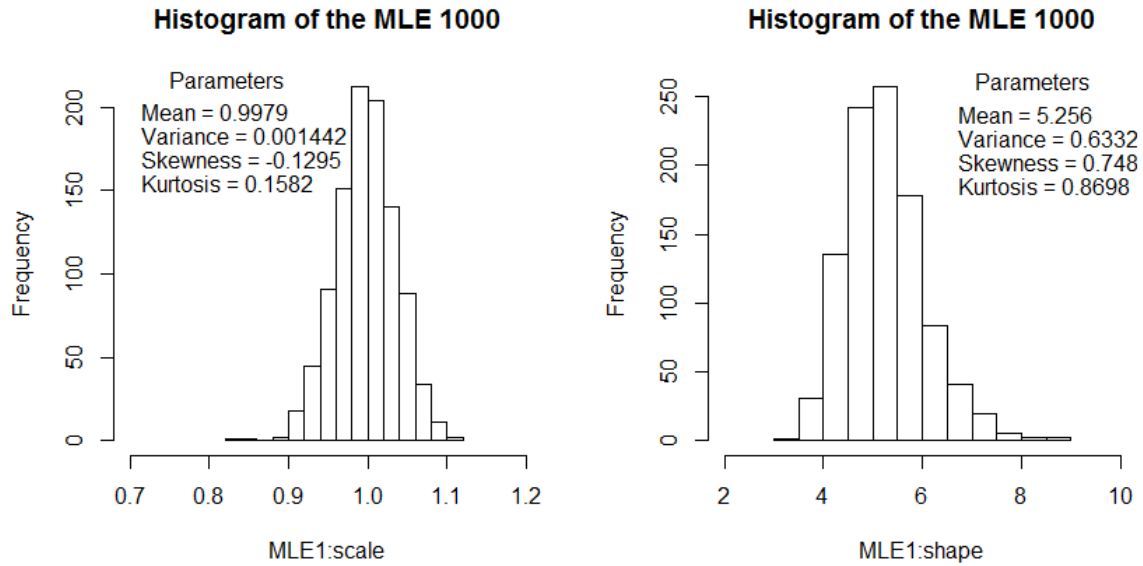 Histogram of the MLE 1000
Parameters
Mean = 0.9979
Variance = 0.001442
Skewness = -0.1295
Kurtosis = 0.1582
Frequency
0
50
100
150
200
0.7 0.8 0.9 1.0 1.1 1.2
MLE1:scale
Histogram of the MLE 1000
Parameters
Mean = 5.256
Variance = 0.6332
Skewness = 0.748
Kurtosis = 0.8698
Frequency
0
50
100
150
200
250
2 4 6 8 10
MLE1:shape